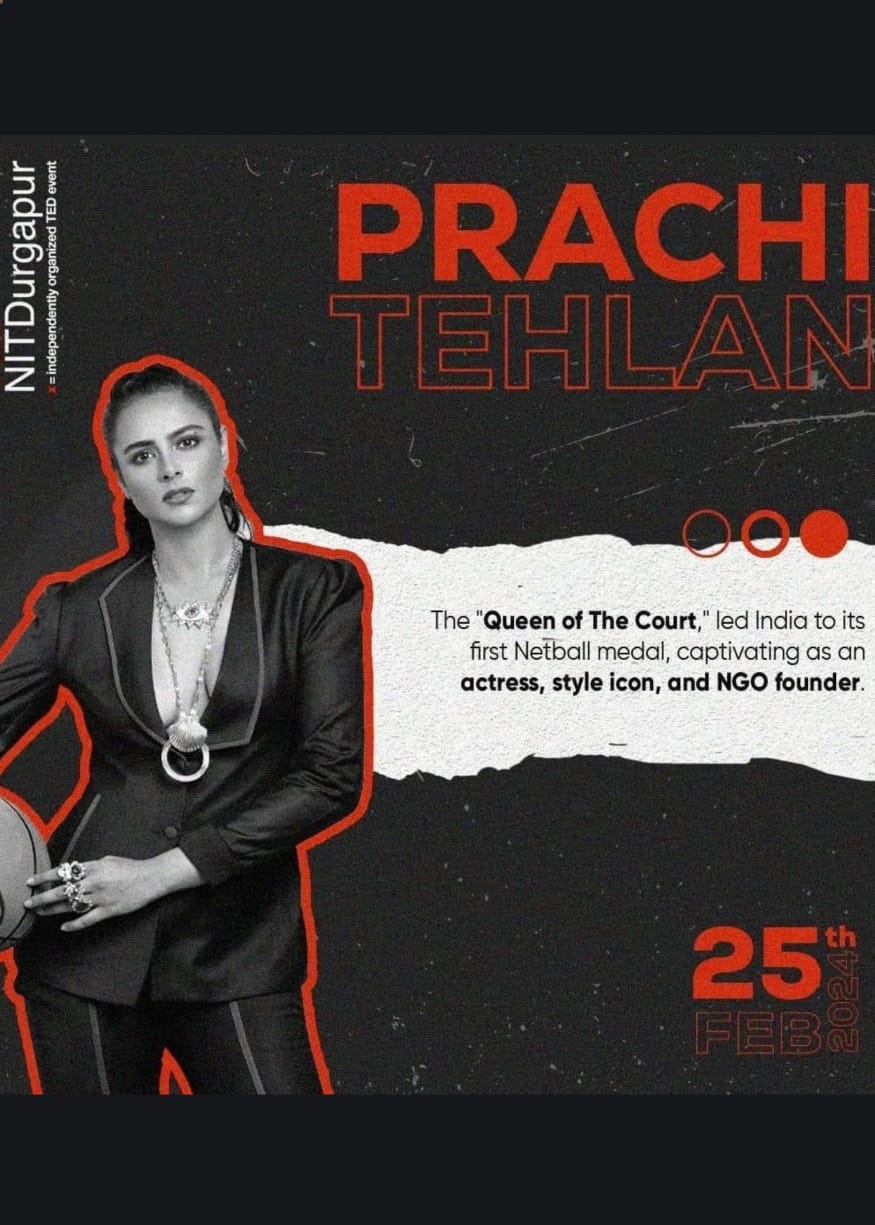 NITDurgapur
x = independently organized TED event
PRACHI
TEHLAN
The "Queen of The Court," led India to its
first Netball medal, captivating as an
actress, style icon, and NGO founder.
25th
FEB 2024